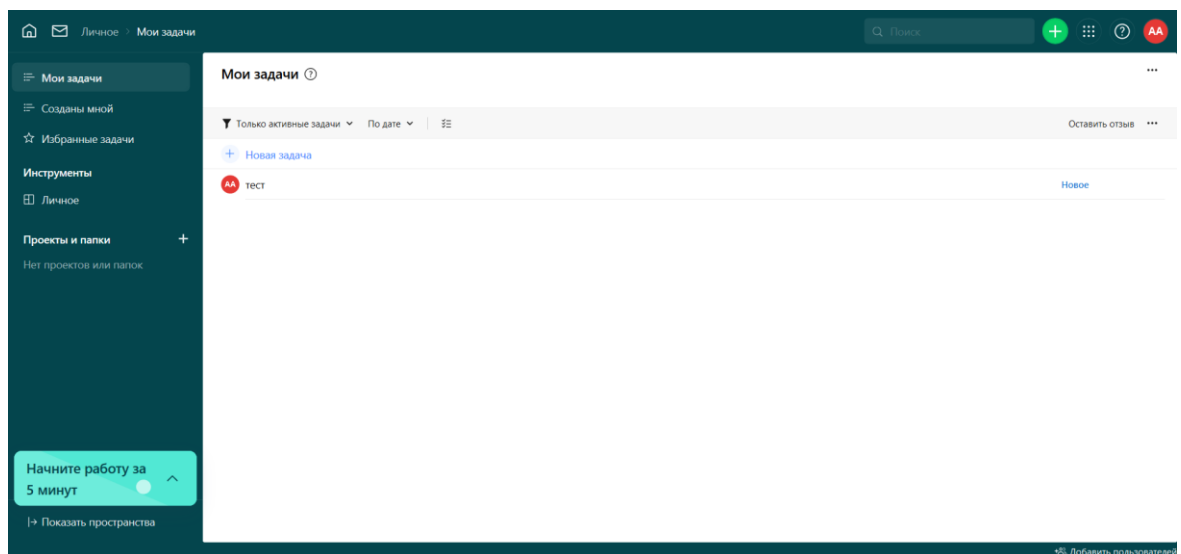 Личное > Мои задачи
Поиск
AA
Мои задачи
Созданы мной
Избранные задачи
Инструменты
Личное
Проекты и папки +
Нет проектов или папок
Начните работу за
5 минут
Показать пространства
Мои задачи
Только активные задачи По дате
Оставить отзыв
+ Новая задача
AA тест Новое
Добавить пользователей